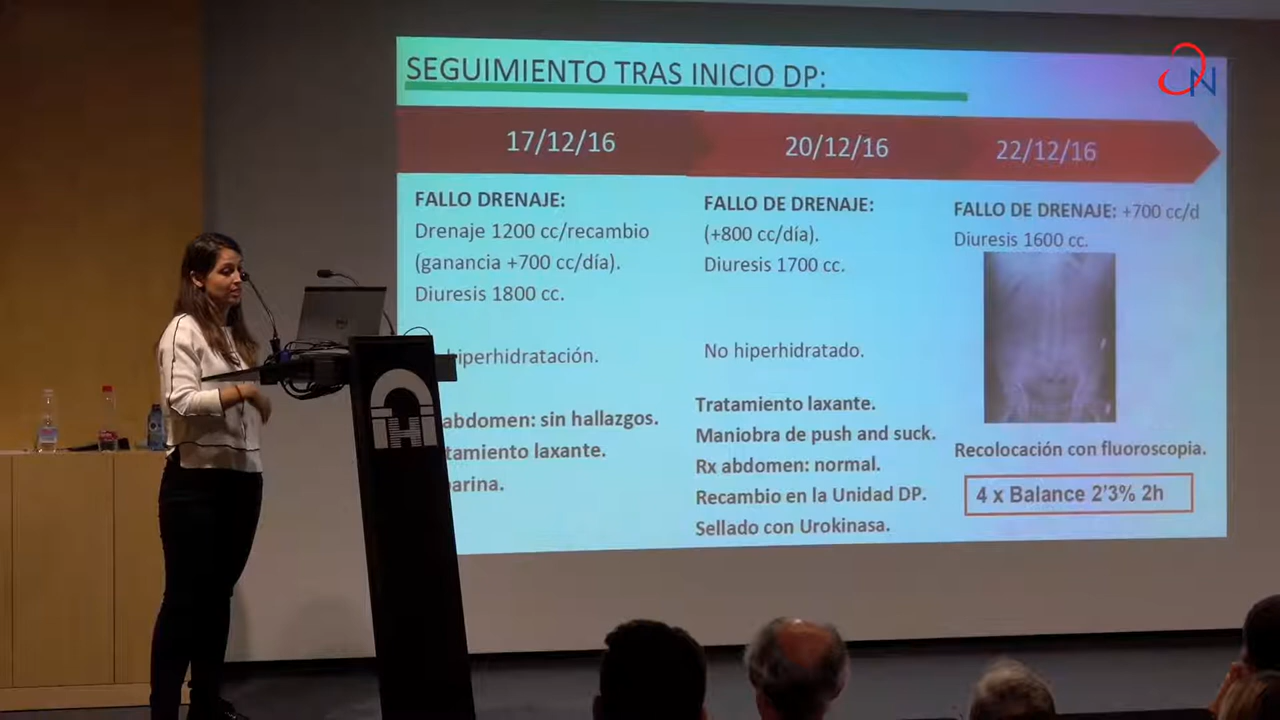 SEGUIMIENTO TRAS INICIO DP:
17/12/16
20/12/16
22/12/16
FALLO DRENAJE:
Drenaje 1200 cc/recambio
(ganancia +700 cc/día).
Diuresis 1800 cc.
hiperhidratación.
abdomen: sin hallazgos.
laxante.
FALLO DE DRENAJE:
(+800 cc/día).
Diuresis 1700 cc.
No hiperhidratado.
Tratamiento laxante.
Maniobra de push and suck.
Rx abdomen: normal.
Recambio en la Unidad DP.
Sellado con Urokinasa.
FALLO DE DRENAJE: +700 cc/d
Diuresis 1600 cc.
Recolocación con fluoroscopia.
4 x Balance 2'3% 2h
N